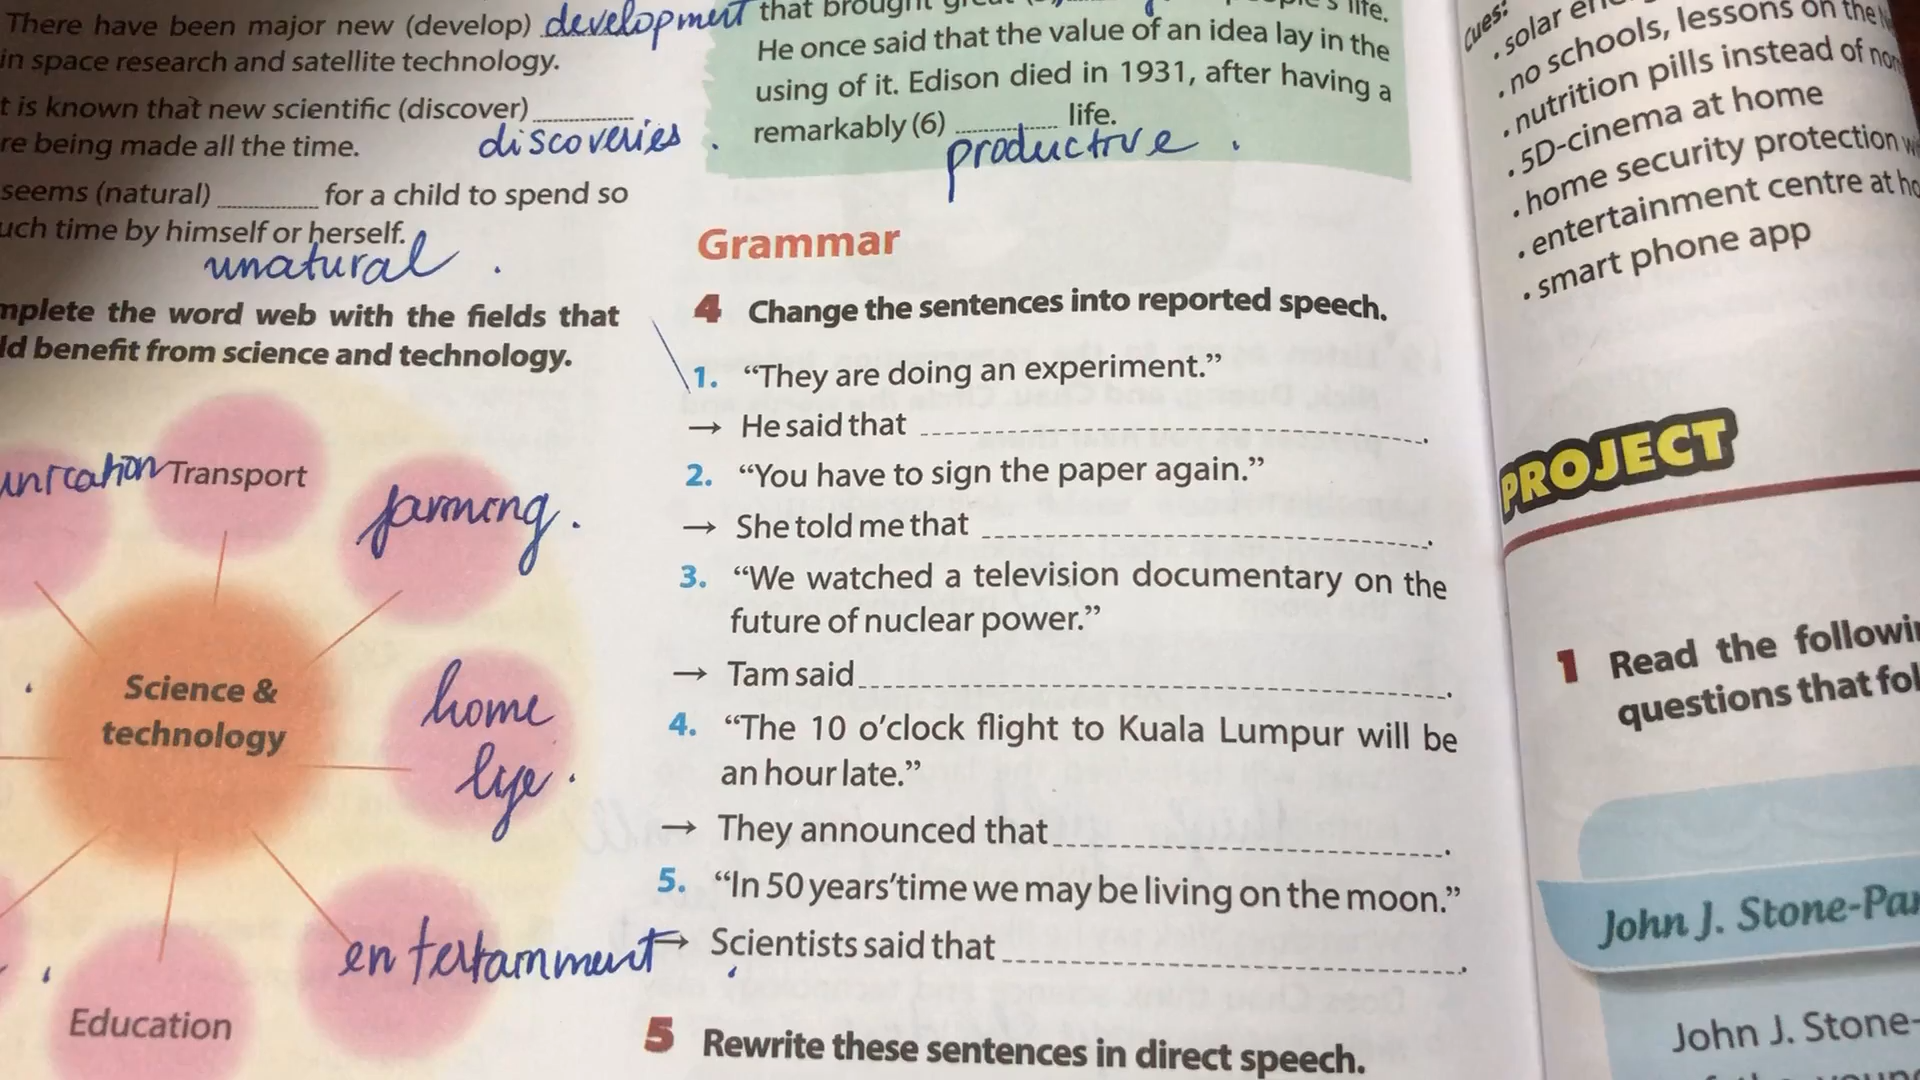 There have been major new (develop) development
in space research and satellite technology.
t is known that new scientific (discover)
re being made all the time. discoveries.
seems (natural) for a child to spend so
uch time by himself or herself.
unatural.
mplete the word web with the fields that
ld benefit from science and technology.
unication Transport
farming.
Science &
technology
home
lije.
entertamment
Education
that brought
life.
He once said that the value of an idea lay in the
using of it. Edison died in 1931, after having a
remarkably (6) life.
productive.
Grammar
4 Change the sentences into reported speech.
1. “They are doing an experiment.”
→ He said that .
2. “You have to sign the paper again.”
→ She told me that .
3. “We watched a television documentary on the
future of nuclear power.”
→ Tam said .
4. “The 10 o’clock flight to Kuala Lumpur will be
an hour late.”
→ They announced that .
5. “In 50 years’time we may be living on the moon.”
→ Scientists said that .
5 Rewrite these sentences in direct speech.
Cues:
. solar
. no schools, lessons on the
. nutrition pills instead of
. 5D-cinema at home
. home security protection
. entertainment centre at
. smart phone app
PROJECT
1 Read the followi
questions that fol
John J. Stone-Par
John J. Stone-